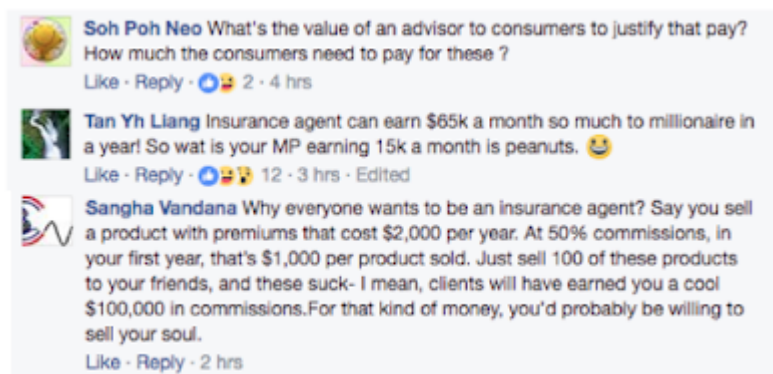 Soh Poh Neo What's the value of an advisor to consumers to justify that pay?
How much the consumers need to pay for these ?
Like · Reply · 2 · 4 hrs
Tan Yh Liang Insurance agent can earn $65k a month so much to millionaire in
a year! So wat is your MP earning 15k a month is peanuts. 😆
Like · Reply · 12 · 3 hrs · Edited
Sangha Vandana Why everyone wants to be an insurance agent? Say you sell
a product with premiums that cost $2,000 per year. At 50% commissions, in
your first year, that's $1,000 per product sold. Just sell 100 of these products
to your friends, and these suck- I mean, clients will have earned you a cool
$100,000 in commissions.For that kind of money, you'd probably be willing to
sell your soul.
Like · Reply · 2 hrs